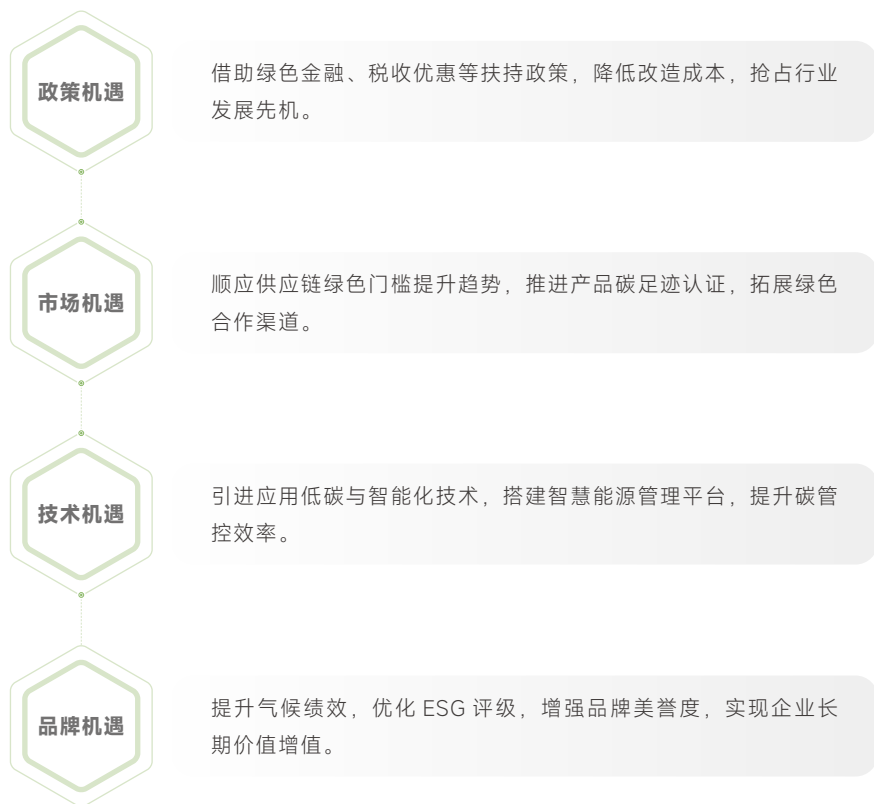 政策机遇
借助绿色金融、税收优惠等扶持政策，降低改造成本，抢占行业
发展先机。
市场机遇
顺应供应链绿色门槛提升趋势，推进产品碳足迹认证，拓展绿色
合作渠道。
技术机遇
引进应用低碳与智能化技术，搭建智慧能源管理平台，提升碳管
控效率。
品牌机遇
提升气候绩效，优化 ESG 评级，增强品牌美誉度，实现企业长
期价值增值。